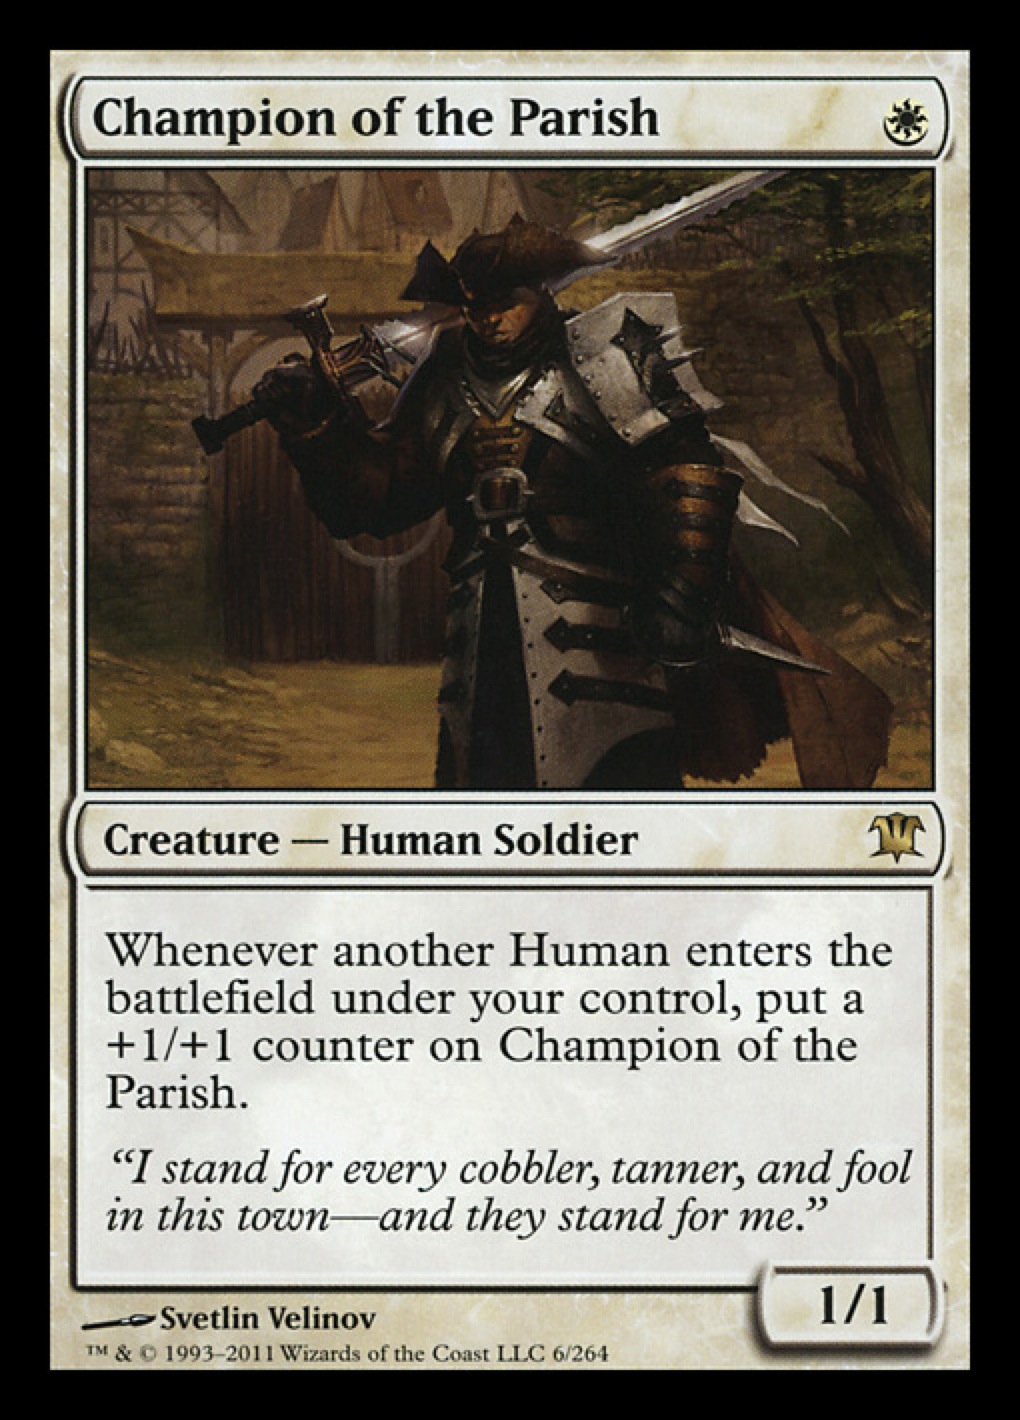 Champion of the Parish
Creature — Human Soldier
Whenever another Human enters the
battlefield under your control, put a
+1/+1 counter on Champion of the
Parish.
“I stand for every cobbler, tanner, and fool
in this town—and they stand for me.”
1/1
Svetlin Velinov
™ & © 1993–2011 Wizards of the Coast LLC 6/264